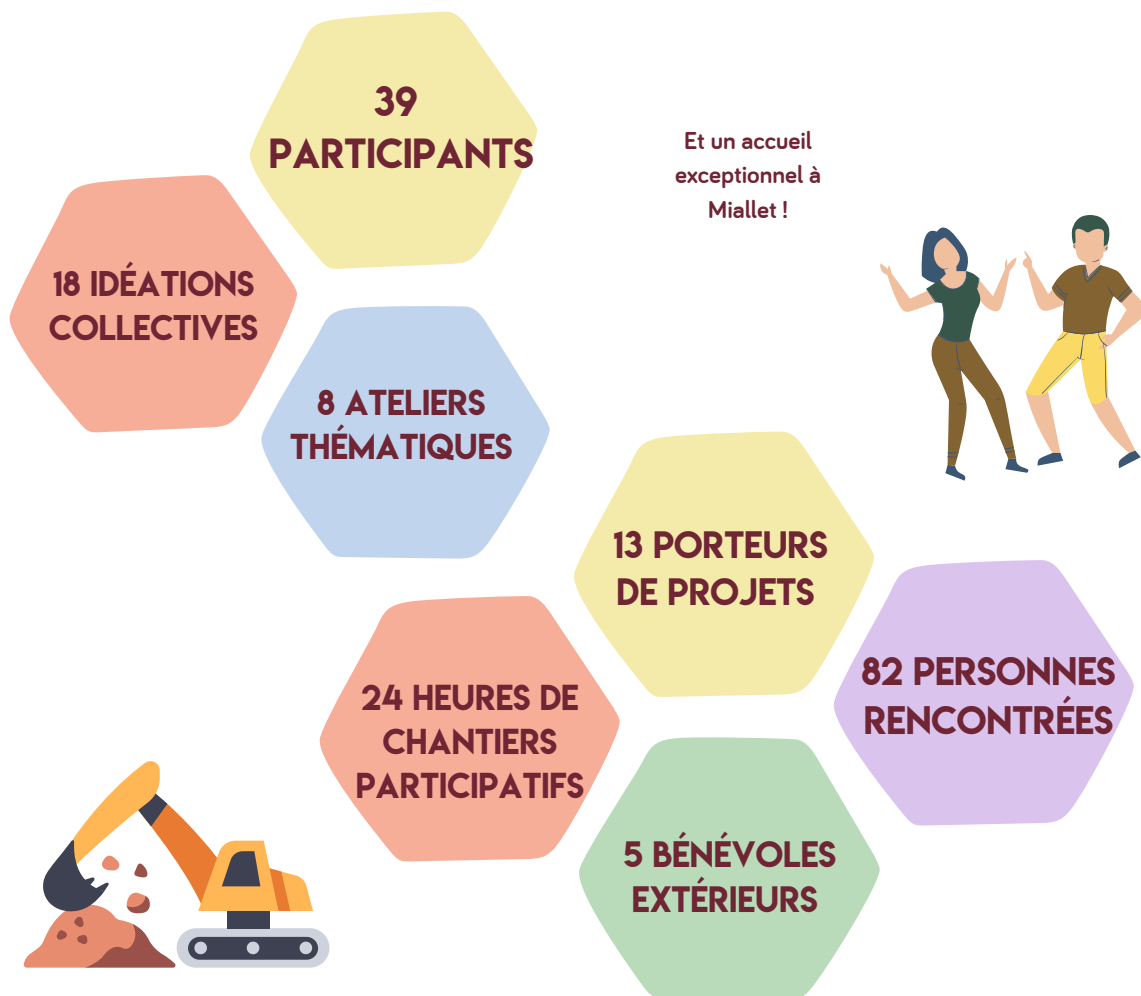 39
PARTICIPANTS
Et un accueil
exceptionnel à
Miallet !
18 IDÉATIONS
COLLECTIVES
8 ATELIERS
THÉMATIQUES
13 PORTEURS
DE PROJETS
82 PERSONNES
RENCONTRÉES
24 HEURES DE
CHANTIERS
PARTICIPATIFS
5 BÉNÉVOLES
EXTÉRIEURS